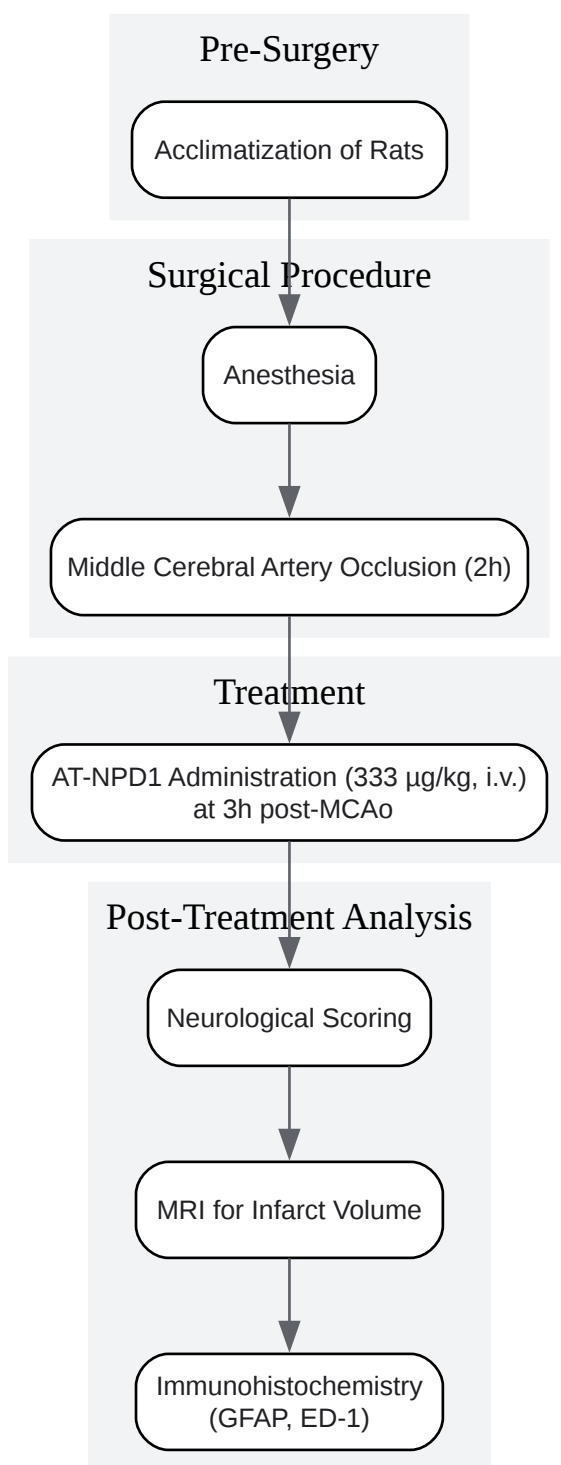 Pre-Surgery
Acclimatization of Rats
Surgical Procedure
Anesthesia
Middle Cerebral Artery Occlusion (2h)
Treatment
AT-NPD1 Administration (333 µg/kg, i.v.)
at 3h post-MCAo
Post-Treatment Analysis
Neurological Scoring
MRI for Infarct Volume
Immunohistochemistry
(GFAP, ED-1)